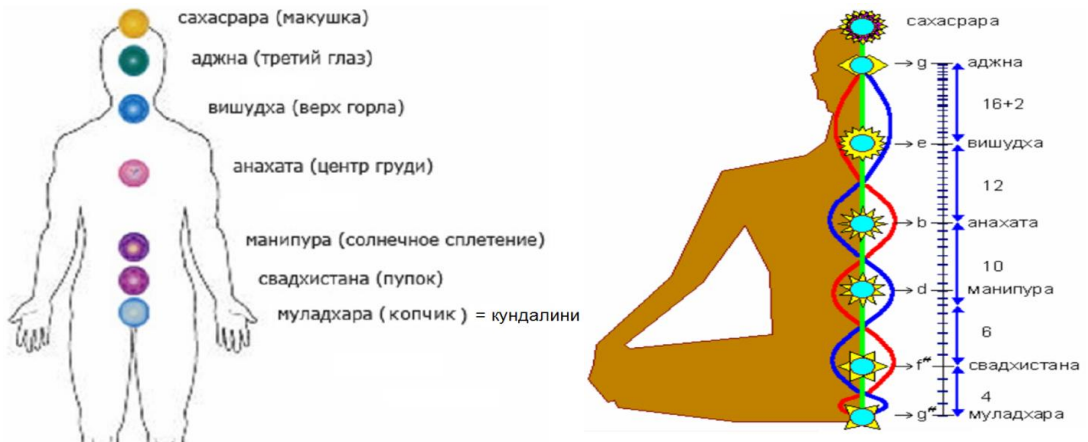 сахасрара (макушка)
аджна (третий глаз)
вишудха (верх горла)
анахата (центр груди)
манипура (солнечное сплетение)
свадхистана (пупок)
муладхара (копчик) = кундалини
сахасрара
g аджна
16+2
e вишудха
12
b анахата
10
d манипура
6
f# свадхистана
4
g# муладхара